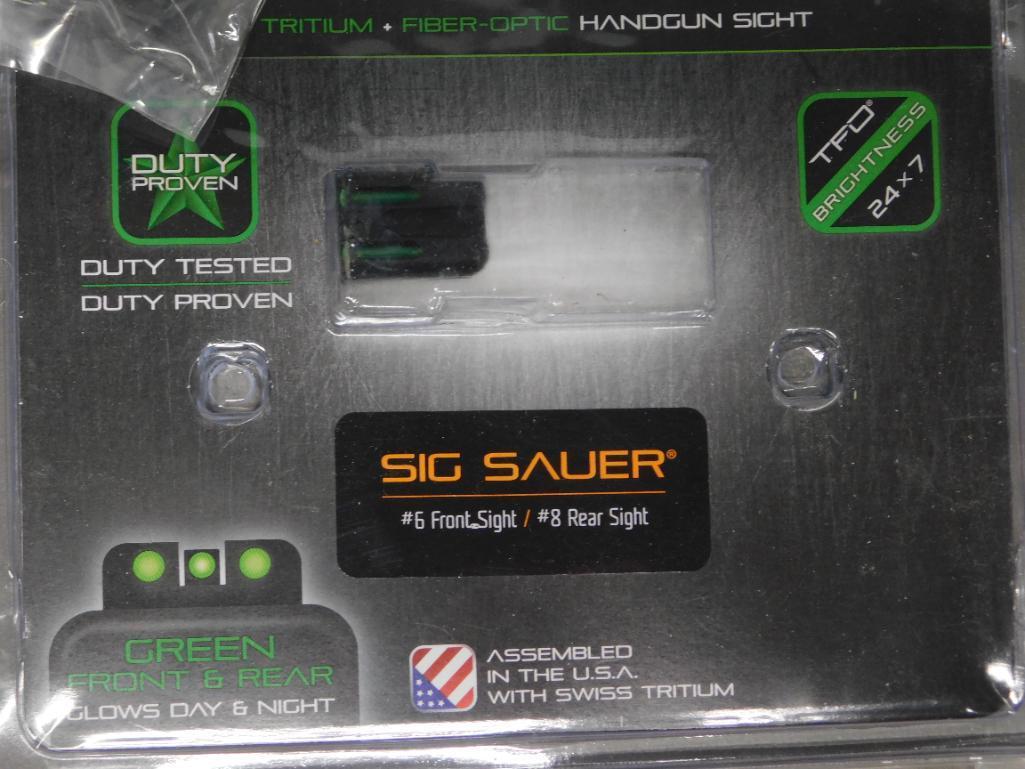 TRITIUM + FIBER-OPTIC HANDGUN SIGHT
DUTY
PROVEN
DUTY TESTED
DUTY PROVEN
TFO®
BRIGHTNESS
24 x 7
SIG SAUER®
#6 Front Sight / #8 Rear Sight
GREEN
FRONT & REAR
GLOWS DAY & NIGHT
ASSEMBLED
IN THE U.S.A.
WITH SWISS TRITIUM